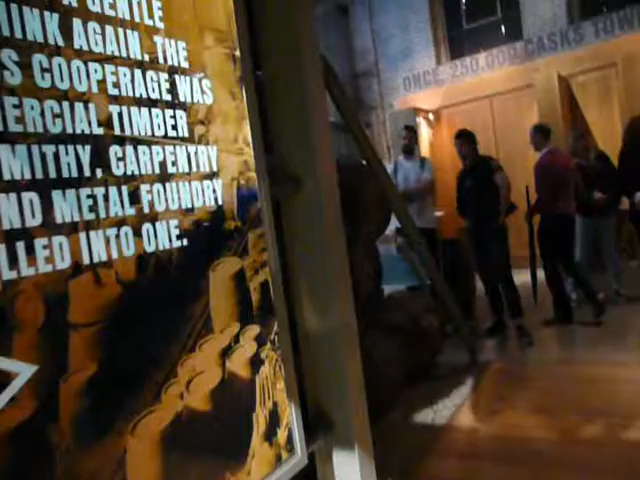 A GENTLE
HINK AGAIN. THE
S COOPERAGE WAS
ERCIAL TIMBER
MITHY, CARPENTRY
ND METAL FOUNDRY
LLED INTO ONE.
ONCE 250,000 CASKS TOW